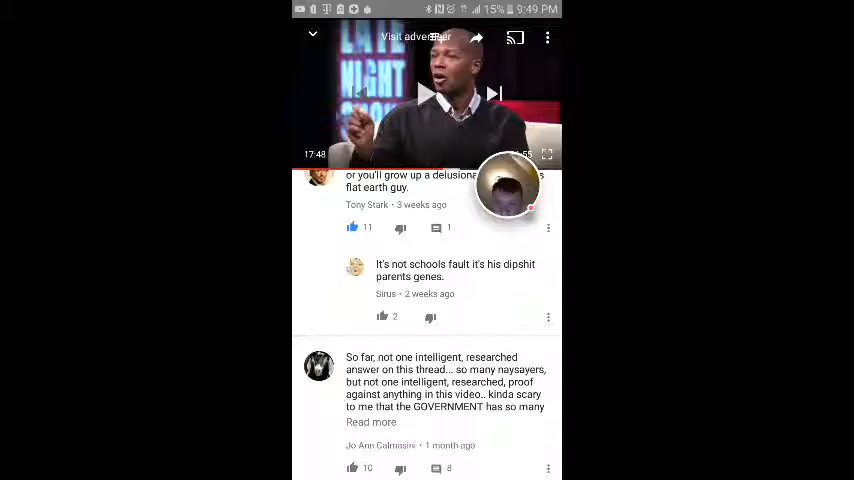 15% 9:49 PM
Visit advertiser
LATE
NIGHT
17:48
or you'll grow up a
flat earth guy.
Tony Stark • 3 weeks ago
11 1
It's not schools fault it's his dipshit
parents genes.
Sirus • 2 weeks ago
2
So far, not one intelligent, researched
answer on this thread... so many naysayers,
but not one intelligent, researched, proof
against anything in this video.. kinda scary
to me that the GOVERNMENT has so many
Read more
Jo Ann Calmasini • 1 month ago
10 8